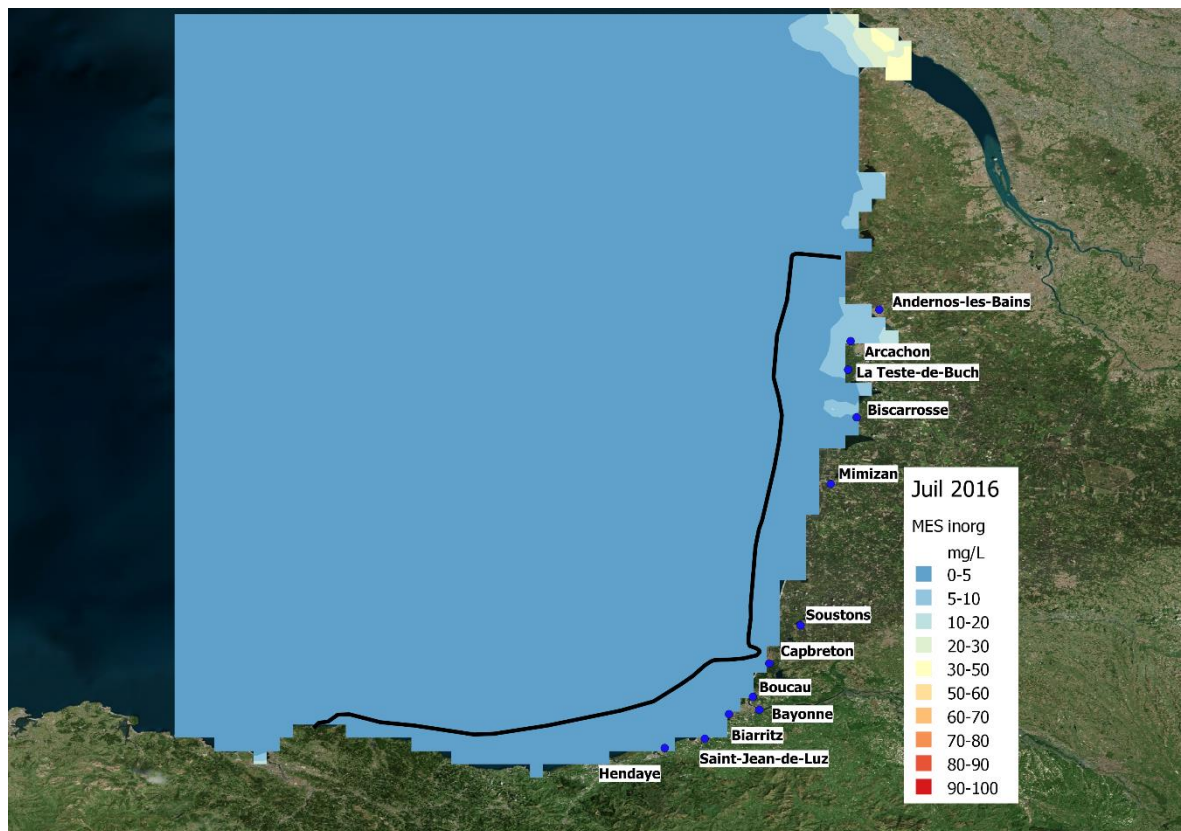 Andernos-les-Bains
Arcachon
La Teste-de-Buch
Biscarrosse
Mimizan
Juil 2016
MES inorg
mg/L
0-5
5-10
10-20
20-30
30-50
50-60
60-70
70-80
80-90
90-100
Soustons
Capbreton
Boucau
Bayonne
Biarritz
Saint-Jean-de-Luz
Hendaye